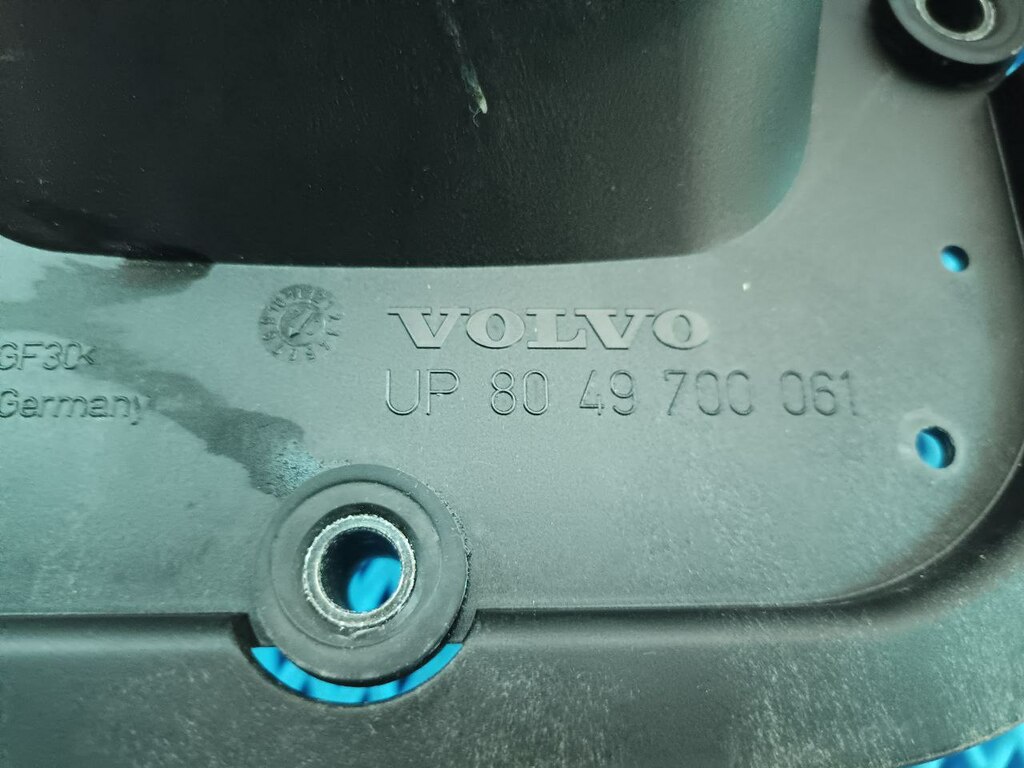 VOLVO
UP 80 49 700 061
GF30<
Germany